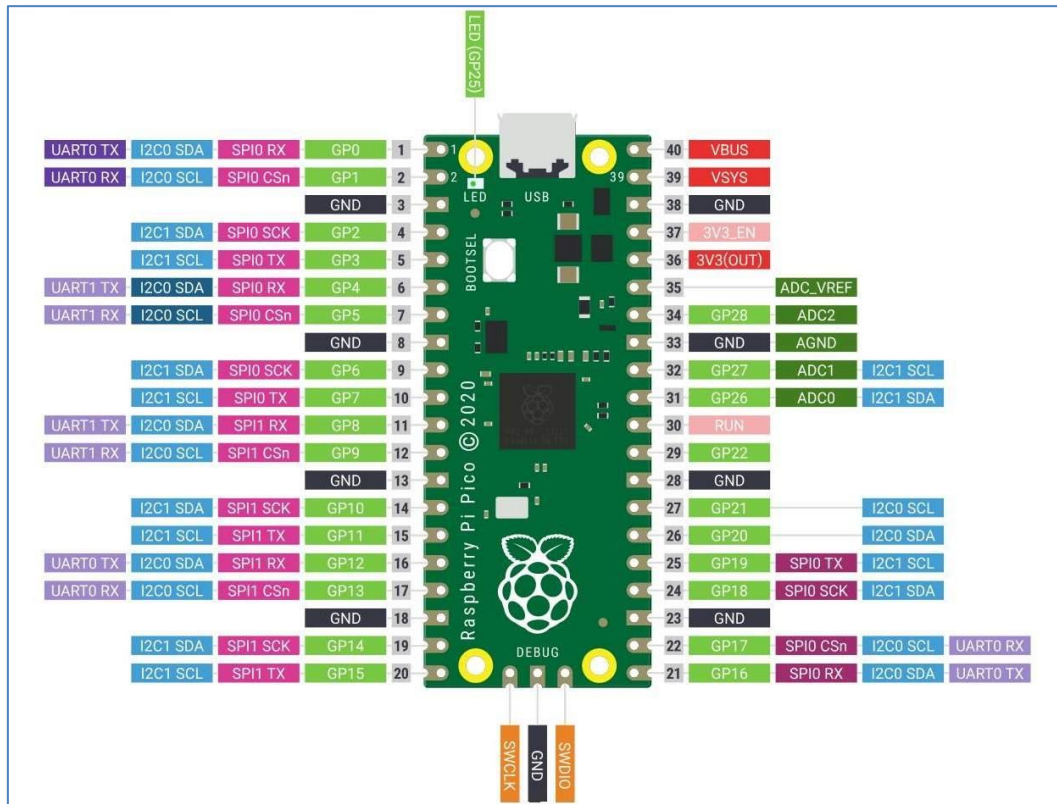 LED (GP25)
UART0 TX I2C0 SDA SPI0 RX GP0 1 1 40 VBUS
UART0 RX I2C0 SCL SPI0 CSn GP1 2 2 39 39 VSYS
LED USB
GND 3 38 GND
I2C1 SDA SPI0 SCK GP2 4 37 3V3_EN
I2C1 SCL SPI0 TX GP3 5 36 3V3(OUT)
BOOTSEL
UART1 TX I2C0 SDA SPI0 RX GP4 6 35 ADC_VREF
UART1 RX I2C0 SCL SPI0 CSn GP5 7 34 GP28 ADC2
GND 8 33 GND AGND
I2C1 SDA SPI0 SCK GP6 9 32 GP27 ADC1 I2C1 SCL
I2C1 SCL SPI0 TX GP7 10 31 GP26 ADC0 I2C1 SDA
UART1 TX I2C0 SDA SPI1 RX GP8 11 30 RUN
UART1 RX I2C0 SCL SPI1 CSn GP9 12 29 GP22
GND 13 28 GND
I2C1 SDA SPI1 SCK GP10 14 27 GP21 I2C0 SCL
I2C1 SCL SPI1 TX GP11 15 26 GP20 I2C0 SDA
UART0 TX I2C0 SDA SPI1 RX GP12 16 25 GP19 SPI0 TX I2C1 SCL
UART0 RX I2C0 SCL SPI1 CSn GP13 17 24 GP18 SPI0 SCK I2C1 SDA
GND 18 23 GND
Raspberry Pi Pico © 2020
I2C1 SDA SPI1 SCK GP14 19 22 GP17 SPI0 CSn I2C0 SCL UART0 RX
DEBUG
I2C1 SCL SPI1 TX GP15 20 21 GP16 SPI0 RX I2C0 SDA UART0 TX
SWCLK GND SWDIO